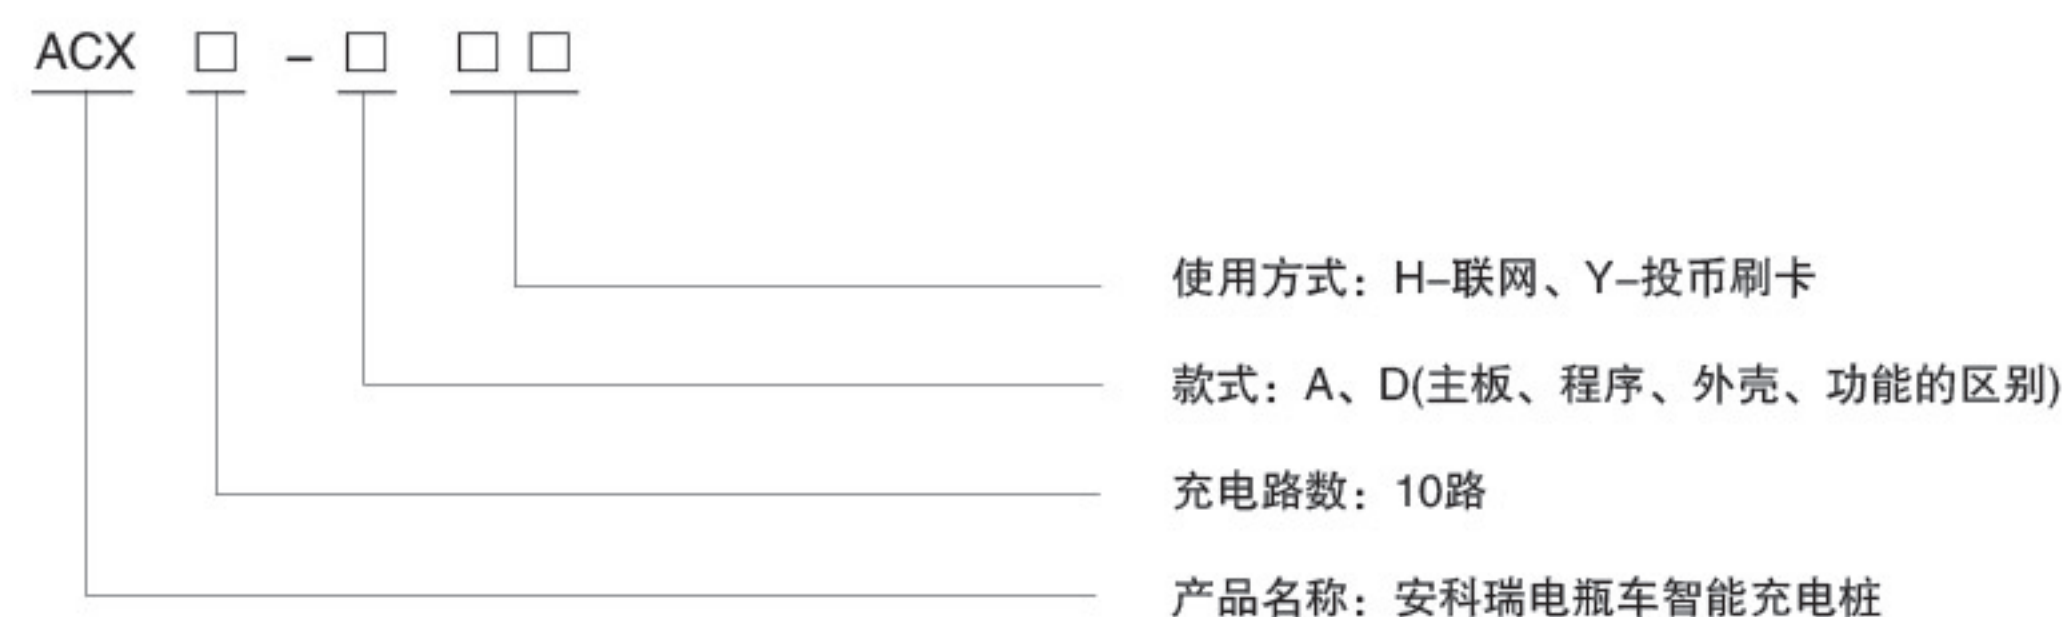 ACX □ – □ □ □
使用方式：H–联网、Y–投币刷卡
款式：A、D(主板、程序、外壳、功能的区别)
充电路数：10路
产品名称：安科瑞电瓶车智能充电桩